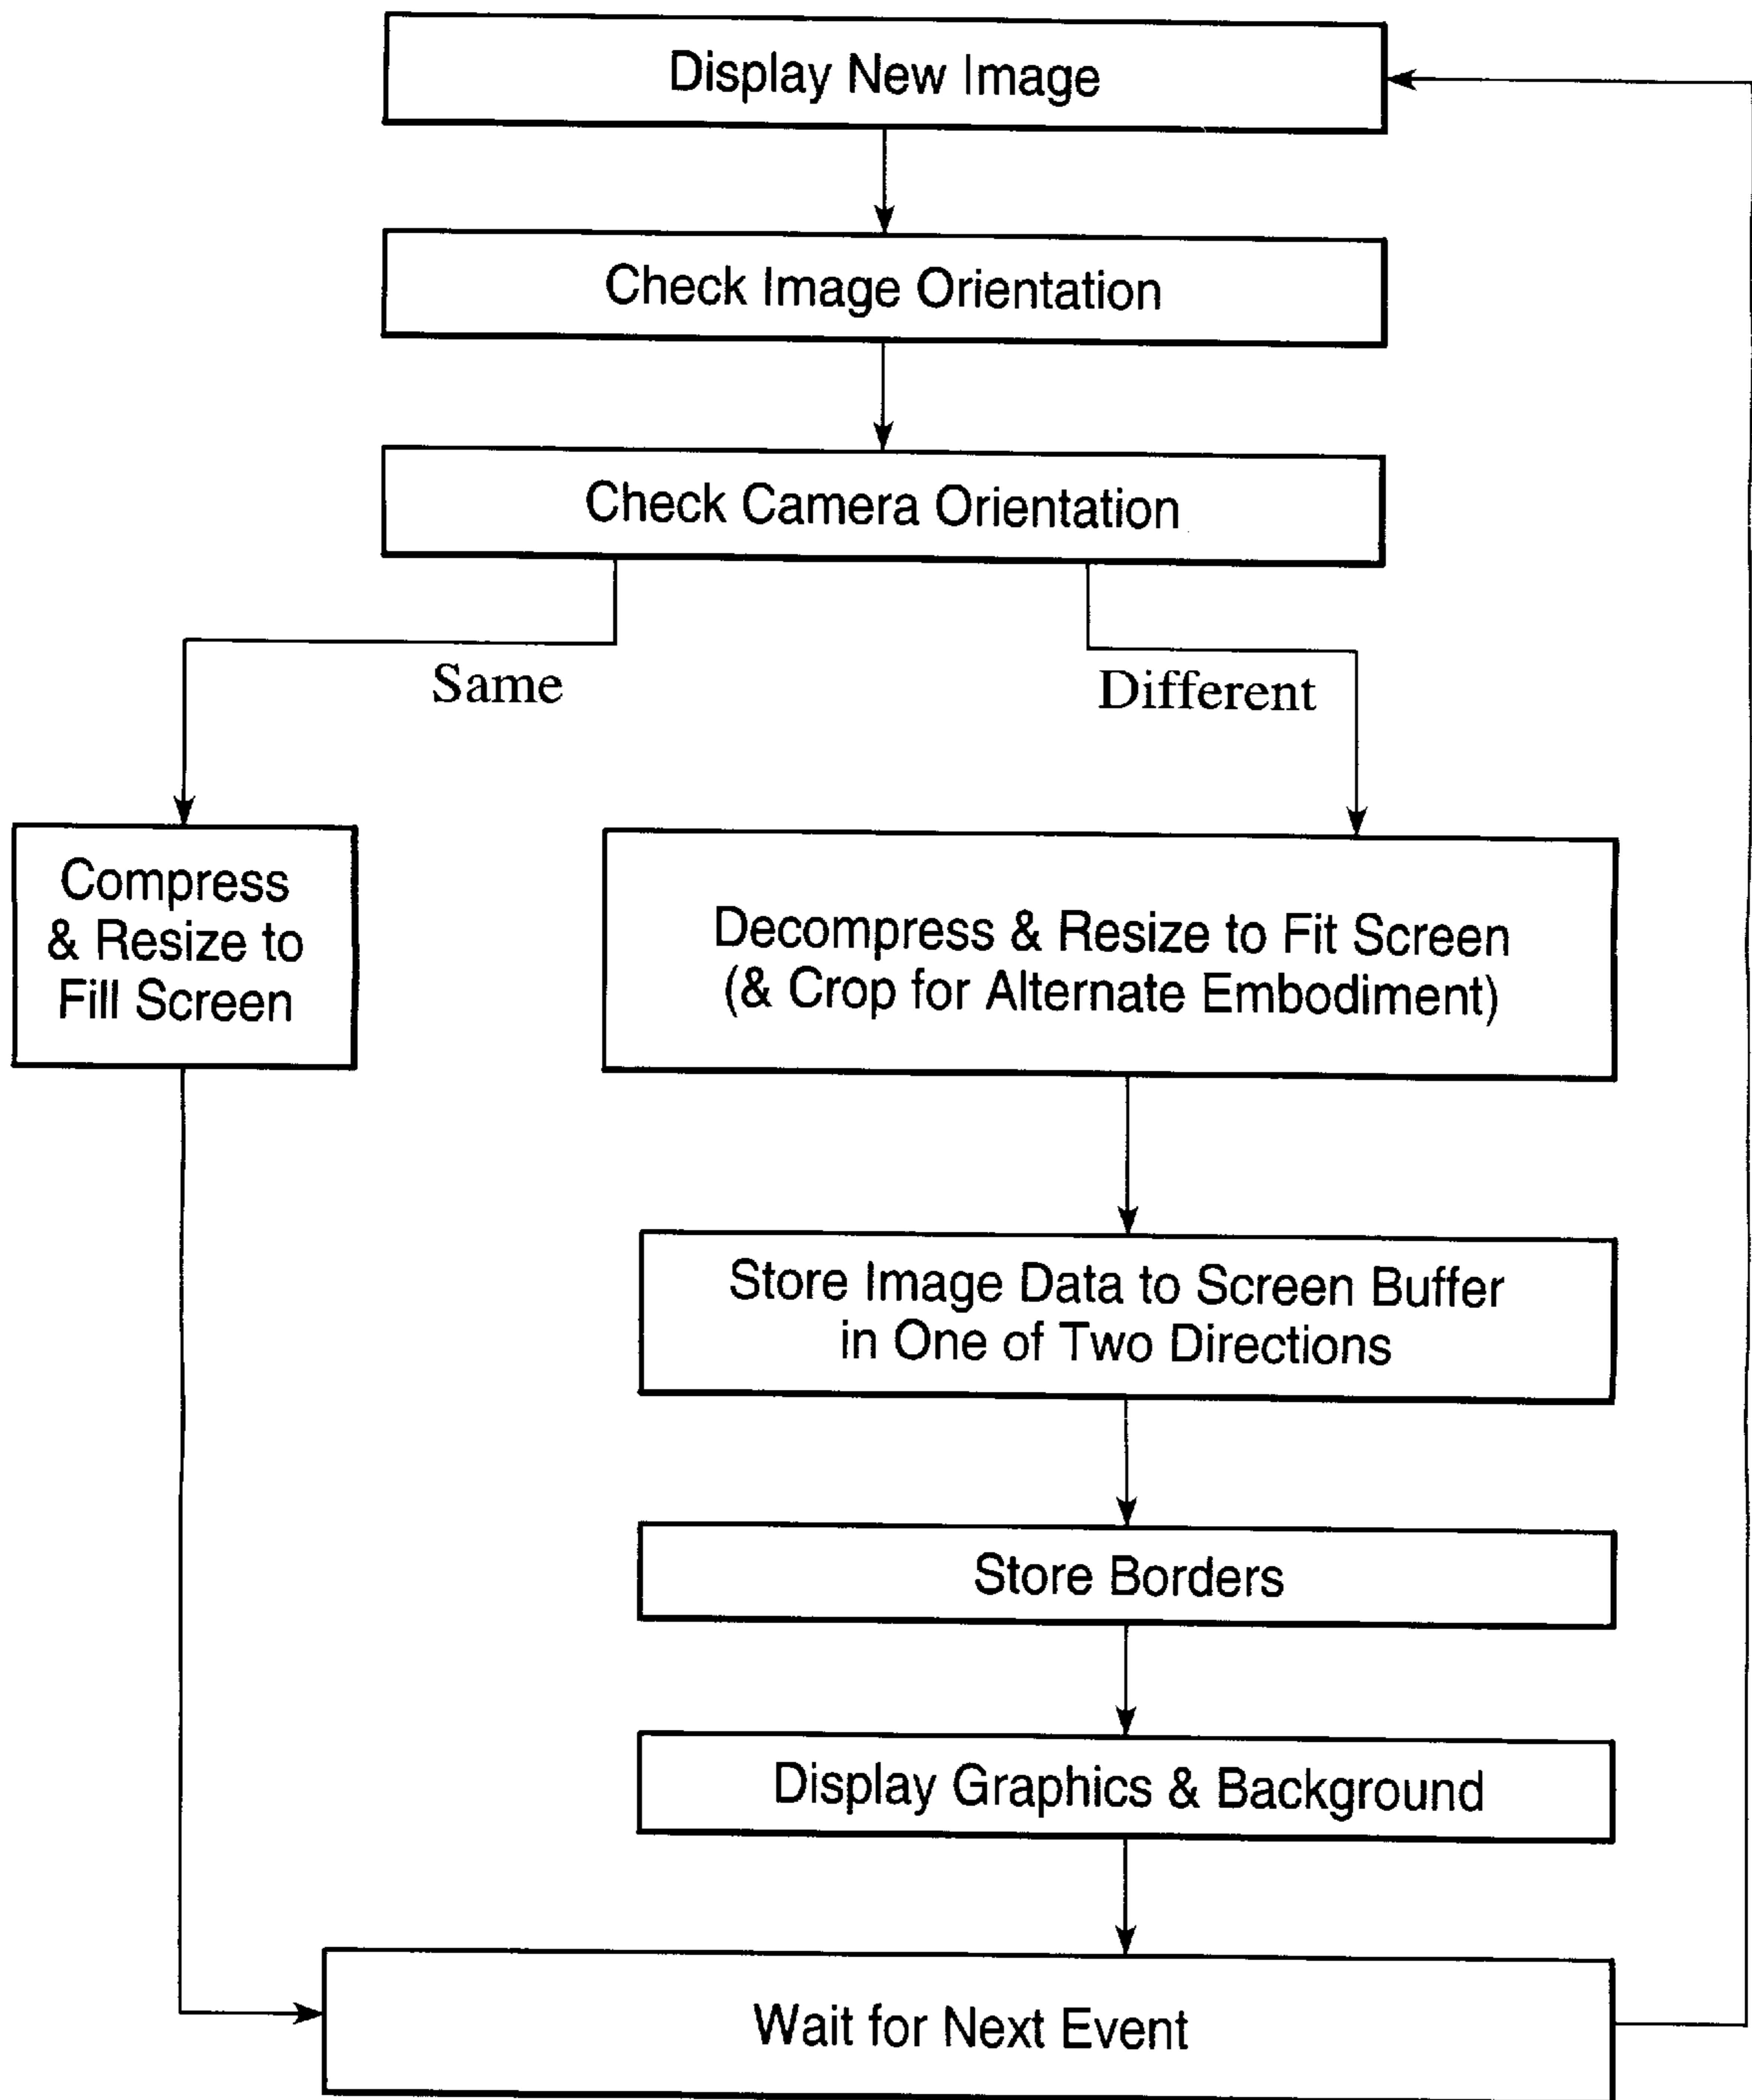 Display New Image
Check Image Orientation
Check Camera Orientation
Same
Different
Compress
& Resize to
Fill Screen
Decompress & Resize to Fit Screen
(& Crop for Alternate Embodiment)
Store Image Data to Screen Buffer
in One of Two Directions
Store Borders
Display Graphics & Background
Wait for Next Event